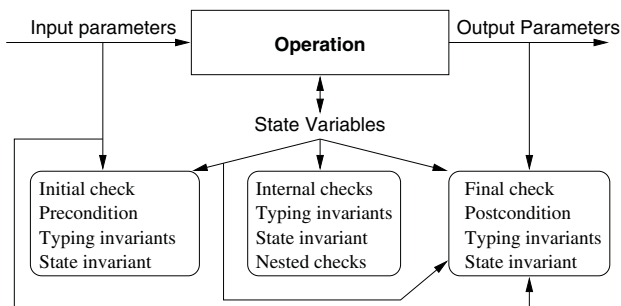 Input parameters
Operation
Output Parameters
State Variables
Initial check
Precondition
Typing invariants
State invariant
Internal checks
Typing invariants
State invariant
Nested checks
Final check
Postcondition
Typing invariants
State invariant